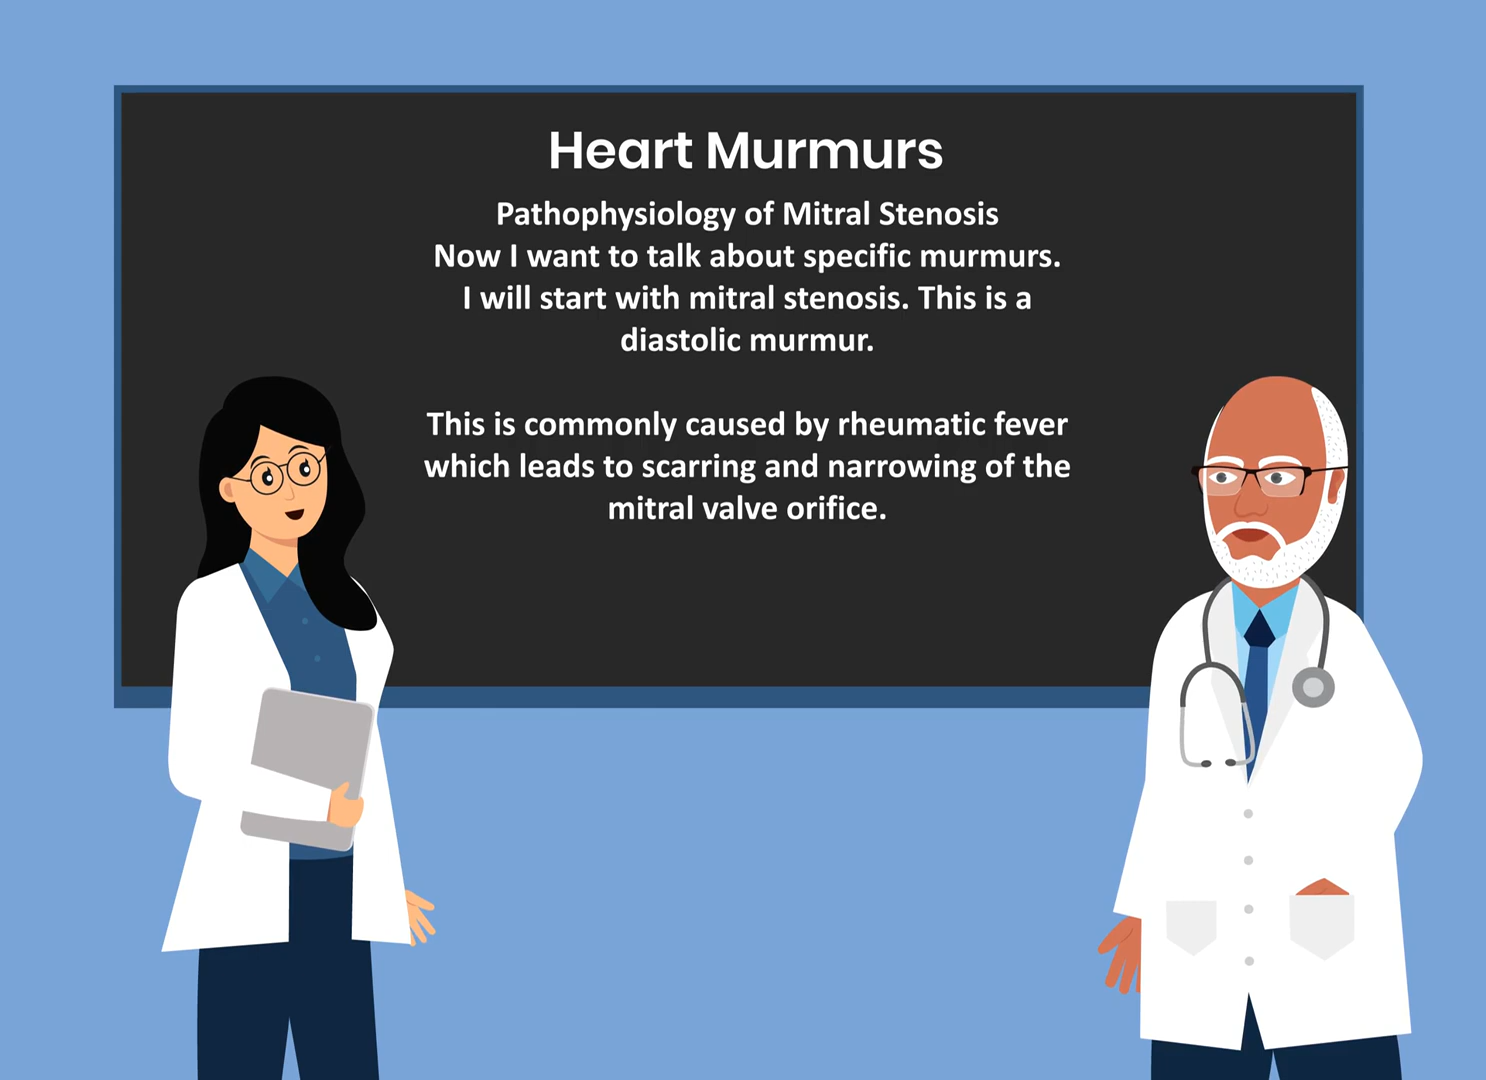 Heart Murmurs
Pathophysiology of Mitral Stenosis
Now I want to talk about specific murmurs.
I will start with mitral stenosis. This is a
diastolic murmur.
This is commonly caused by rheumatic fever
which leads to scarring and narrowing of the
mitral valve orifice.